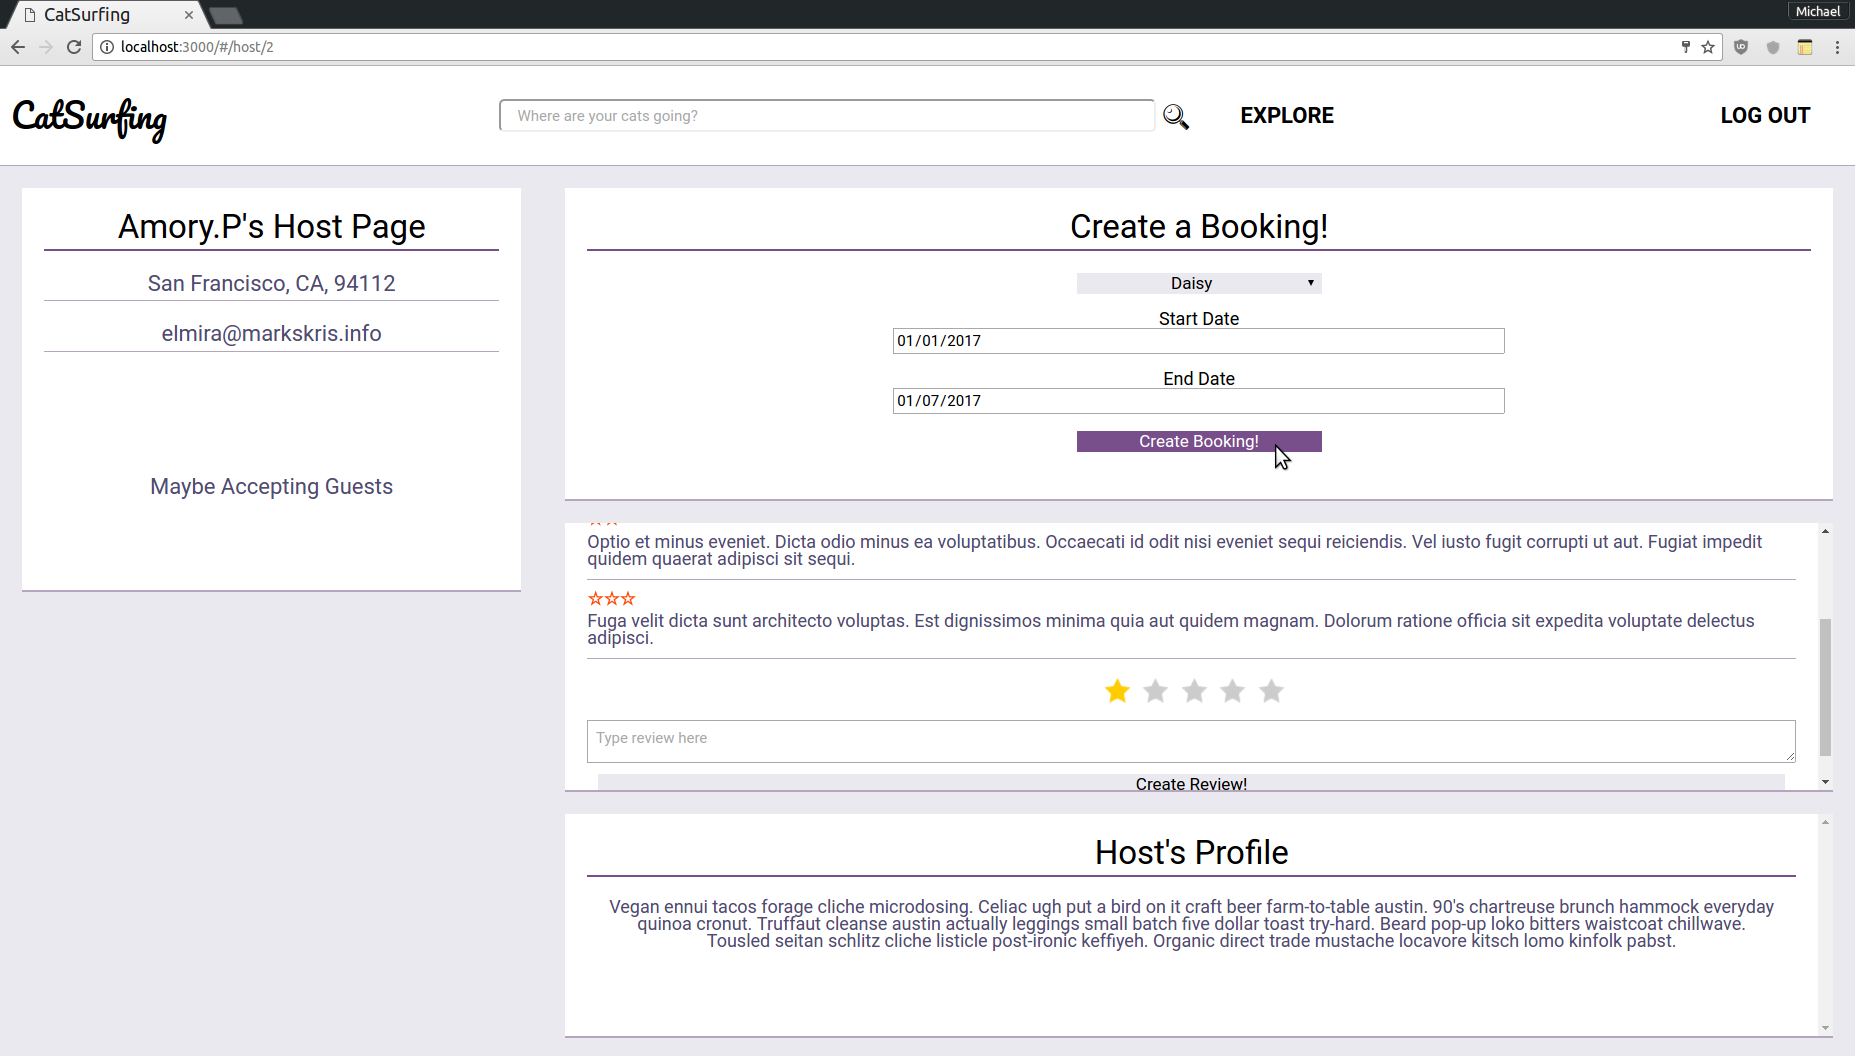 CatSurfing
Michael
localhost:3000/#/host/2
CatSurfing
Where are your cats going?
EXPLORE
LOG OUT
Amory.P's Host Page
San Francisco, CA, 94112
elmira@markskris.info
Maybe Accepting Guests
Create a Booking!
Daisy
Start Date
01/01/2017
End Date
01/07/2017
Create Booking!
Optio et minus eveniet. Dicta odio minus ea voluptatibus. Occaecati id odit nisi eveniet sequi reiciendis. Vel iusto fugit corrupti ut aut. Fugiat impedit
quidem quaerat adipisci sit sequi.
☆☆☆
Fuga velit dicta sunt architecto voluptas. Est dignissimos minima quia aut quidem magnam. Dolorum ratione officia sit expedita voluptate delectus
adipisci.
Type review here
Create Review!
Host's Profile
Vegan ennui tacos forage cliche microdosing. Celiac ugh put a bird on it craft beer farm-to-table austin. 90's chartreuse brunch hammock everyday
quinoa cronut. Truffaut cleanse austin actually leggings small batch five dollar toast try-hard. Beard pop-up loko bitters waistcoat chillwave.
Tousled seitan schlitz cliche listicle post-ironic keffiyeh. Organic direct trade mustache locavore kitsch lomo kinfolk pabst.